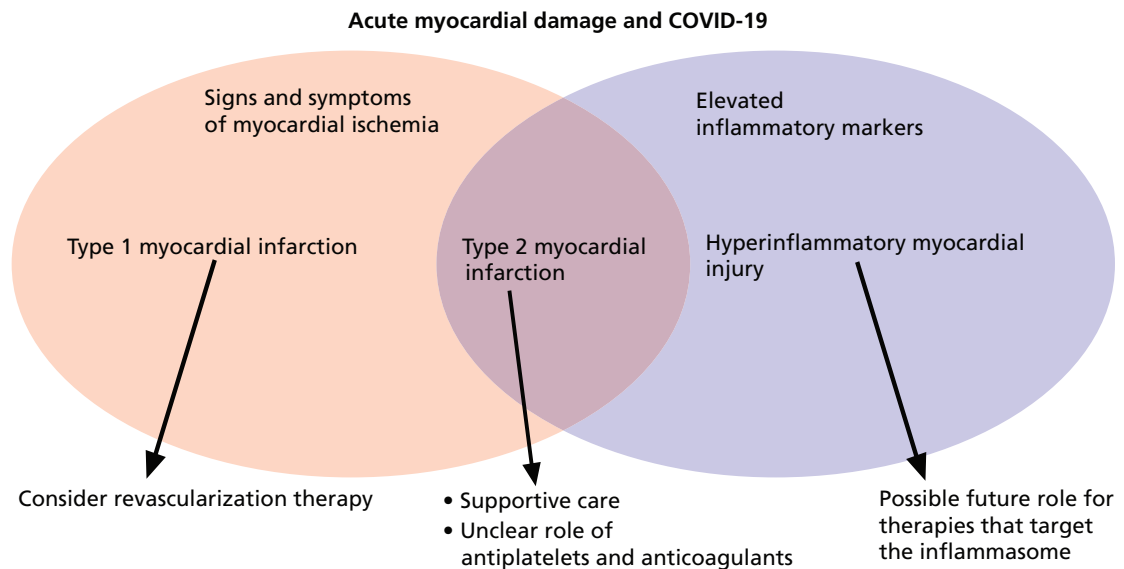 Acute myocardial damage and COVID-19
Signs and symptoms
of myocardial ischemia
Elevated
inflammatory markers
Type 1 myocardial infarction
Type 2 myocardial
infarction
Hyperinflammatory myocardial
injury
Consider revascularization therapy
• Supportive care
• Unclear role of
antiplatelets and anticoagulants
Possible future role for
therapies that target
the inflammasome